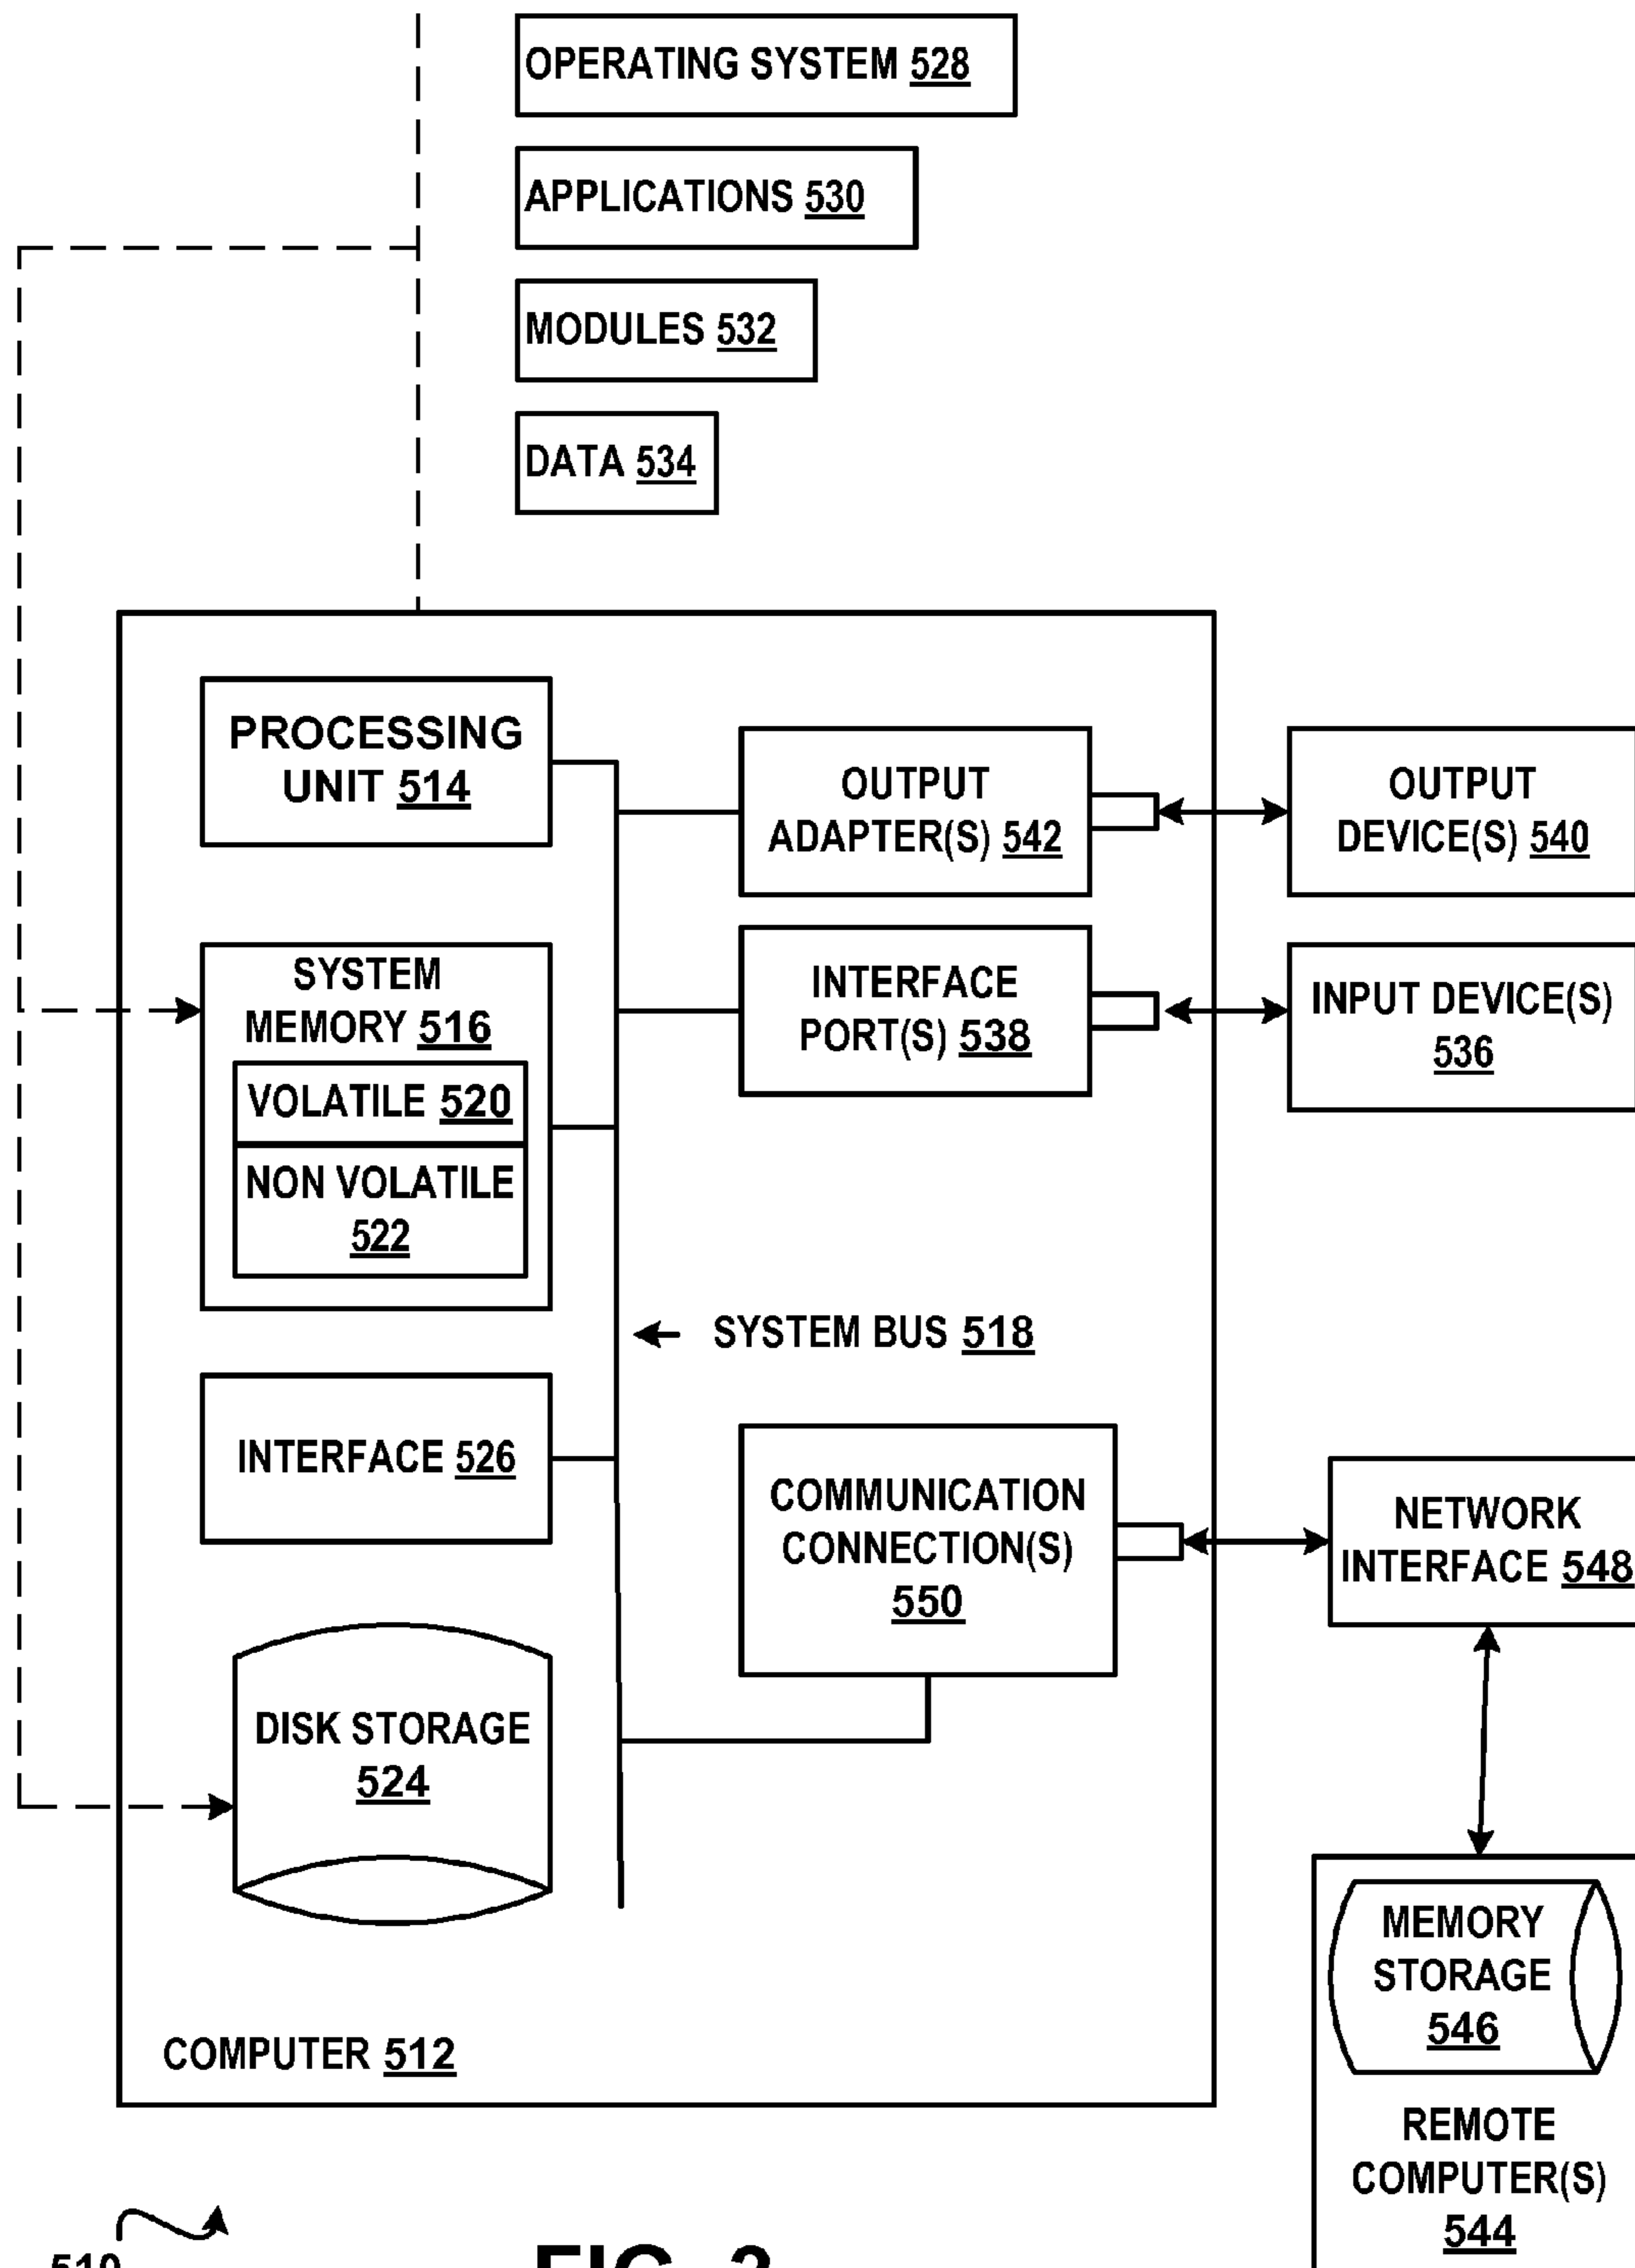 OPERATING SYSTEM 528
APPLICATIONS 530
MODULES 532
DATA 534
PROCESSING
UNIT 514
OUTPUT
ADAPTER(S) 542
OUTPUT
DEVICE(S) 540
SYSTEM
MEMORY 516
VOLATILE 520
NON VOLATILE
522
INTERFACE
PORT(S) 538
INPUT DEVICE(S)
536
SYSTEM BUS 518
INTERFACE 526
COMMUNICATION
CONNECTION(S)
550
NETWORK
INTERFACE 548
DISK STORAGE
524
MEMORY
STORAGE
546
REMOTE
COMPUTER(S)
544
COMPUTER 512
FIG.